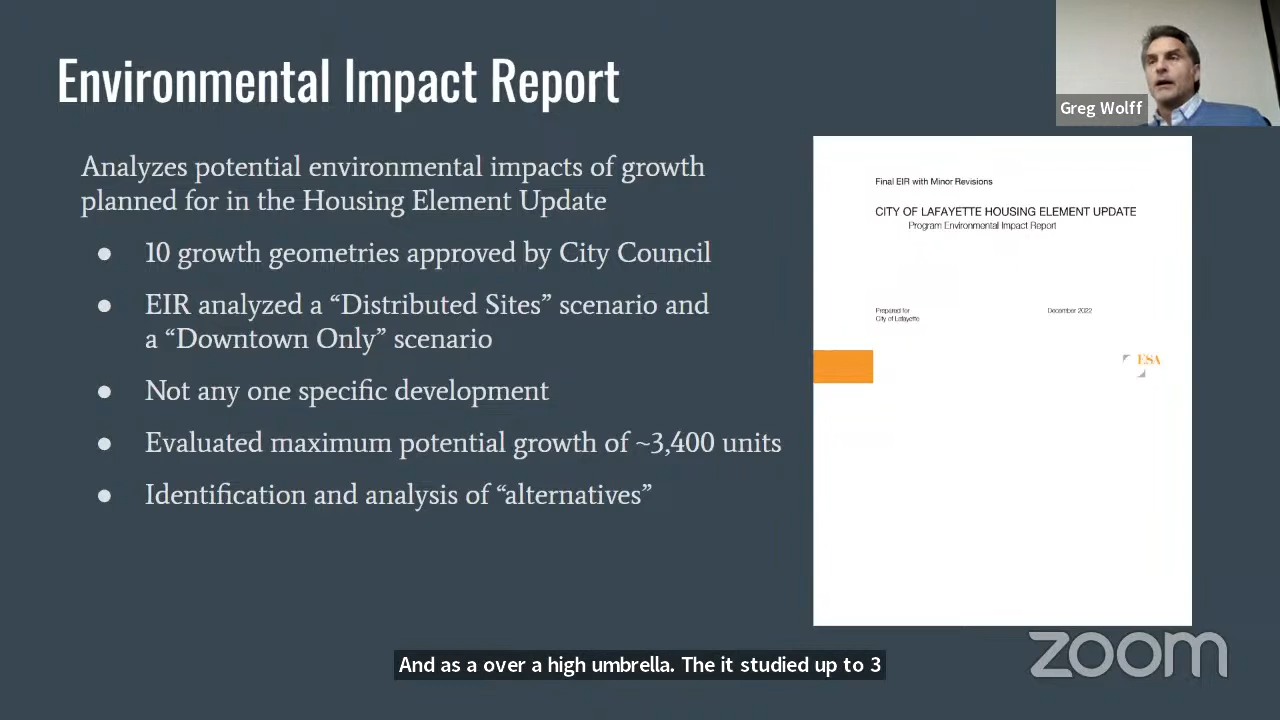 Environmental Impact Report
Greg Wolff
Analyzes potential environmental impacts of growth
planned for in the Housing Element Update
● 10 growth geometries approved by City Council
● EIR analyzed a “Distributed Sites” scenario and
a “Downtown Only” scenario
● Not any one specific development
● Evaluated maximum potential growth of ~3,400 units
● Identification and analysis of “alternatives”
Final EIR with Minor Revisions
CITY OF LAFAYETTE HOUSING ELEMENT UPDATE
Program Environmental Impact Report
Prepared for December 2022
City of Lafayette
ESA
And as a over a high umbrella. The it studied up to 3
zoom